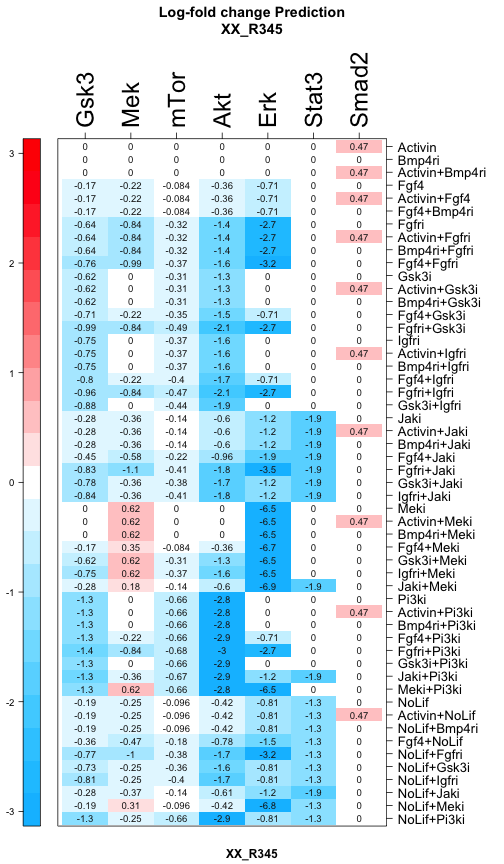 Log-fold change Prediction
XX_R345
Gsk3 Mek mTor Akt Erk Stat3 Smad2
3
2
1
0
-1
-2
-3
0 0 0 0 0 0 0.47 Activin
0 0 0 0 0 0 0 Bmp4ri
0 0 0 0 0 0 0.47 Activin+Bmp4ri
-0.17 -0.22 -0.084 -0.36 -0.71 0 0 Fgf4
-0.17 -0.22 -0.084 -0.36 -0.71 0 0.47 Activin+Fgf4
-0.17 -0.22 -0.084 -0.36 -0.71 0 0 Fgf4+Bmp4ri
-0.64 -0.84 -0.32 -1.4 -2.7 0 0 Fgfri
-0.64 -0.84 -0.32 -1.4 -2.7 0 0.47 Activin+Fgfri
-0.64 -0.84 -0.32 -1.4 -2.7 0 0 Bmp4ri+Fgfri
-0.76 -0.99 -0.37 -1.6 -3.2 0 0 Fgf4+Fgfri
-0.62 0 -0.31 -1.3 0 0 0 Gsk3i
-0.62 0 -0.31 -1.3 0 0 0.47 Activin+Gsk3i
-0.62 0 -0.31 -1.3 0 0 0 Bmp4ri+Gsk3i
-0.71 -0.22 -0.35 -1.5 -0.71 0 0 Fgf4+Gsk3i
-0.99 -0.84 -0.49 -2.1 -2.7 0 0 Fgfri+Gsk3i
-0.75 0 -0.37 -1.6 0 0 0 Igfri
-0.75 0 -0.37 -1.6 0 0 0.47 Activin+Igfri
-0.75 0 -0.37 -1.6 0 0 0 Bmp4ri+Igfri
-0.8 -0.22 -0.4 -1.7 -0.71 0 0 Fgf4+Igfri
-0.96 -0.84 -0.47 -2.1 -2.7 0 0 Fgfri+Igfri
-0.88 0 -0.44 -1.9 0 0 0 Gsk3i+Igfri
-0.28 -0.36 -0.14 -0.6 -1.2 -1.9 0 Jaki
-0.28 -0.36 -0.14 -0.6 -1.2 -1.9 0.47 Activin+Jaki
-0.28 -0.36 -0.14 -0.6 -1.2 -1.9 0 Bmp4ri+Jaki
-0.45 -0.58 -0.22 -0.96 -1.9 -1.9 0 Fgf4+Jaki
-0.83 -1.1 -0.41 -1.8 -3.5 -1.9 0 Fgfri+Jaki
-0.78 -0.36 -0.38 -1.7 -1.2 -1.9 0 Gsk3i+Jaki
-0.84 -0.36 -0.41 -1.8 -1.2 -1.9 0 Igfri+Jaki
0 0.62 0 0 -6.5 0 0 Meki
0 0.62 0 0 -6.5 0 0.47 Activin+Meki
0 0.62 0 0 -6.5 0 0 Bmp4ri+Meki
-0.17 0.35 -0.084 -0.36 -6.7 0 0 Fgf4+Meki
-0.62 0.62 -0.31 -1.3 -6.5 0 0 Gsk3i+Meki
-0.75 0.62 -0.37 -1.6 -6.5 0 0 Igfri+Meki
-0.28 0.18 -0.14 -0.6 -6.9 -1.9 0 Jaki+Meki
-1.3 0 -0.66 -2.8 0 0 0 Pi3ki
-1.3 0 -0.66 -2.8 0 0 0.47 Activin+Pi3ki
-1.3 0 -0.66 -2.8 0 0 0 Bmp4ri+Pi3ki
-1.3 -0.22 -0.66 -2.9 -0.71 0 0 Fgf4+Pi3ki
-1.4 -0.84 -0.68 -3 -2.7 0 0 Fgfri+Pi3ki
-1.3 0 -0.66 -2.9 0 0 0 Gsk3i+Pi3ki
-1.3 -0.36 -0.67 -2.9 -1.2 -1.9 0 Jaki+Pi3ki
-1.3 0.62 -0.66 -2.8 -6.5 0 0 Meki+Pi3ki
-0.19 -0.25 -0.096 -0.42 -0.81 -1.3 0 NoLif
-0.19 -0.25 -0.096 -0.42 -0.81 -1.3 0.47 Activin+NoLif
-0.19 -0.25 -0.096 -0.42 -0.81 -1.3 0 NoLif+Bmp4ri
-0.36 -0.47 -0.18 -0.78 -1.5 -1.3 0 Fgf4+NoLif
-0.77 -1 -0.38 -1.7 -3.2 -1.3 0 NoLif+Fgfri
-0.73 -0.25 -0.36 -1.6 -0.81 -1.3 0 NoLif+Gsk3i
-0.81 -0.25 -0.4 -1.7 -0.81 -1.3 0 NoLif+Igfri
-0.28 -0.37 -0.14 -0.61 -1.2 -1.9 0 NoLif+Jaki
-0.19 0.31 -0.096 -0.42 -6.8 -1.3 0 NoLif+Meki
-1.3 -0.25 -0.66 -2.9 -0.81 -1.3 0 NoLif+Pi3ki
XX_R345